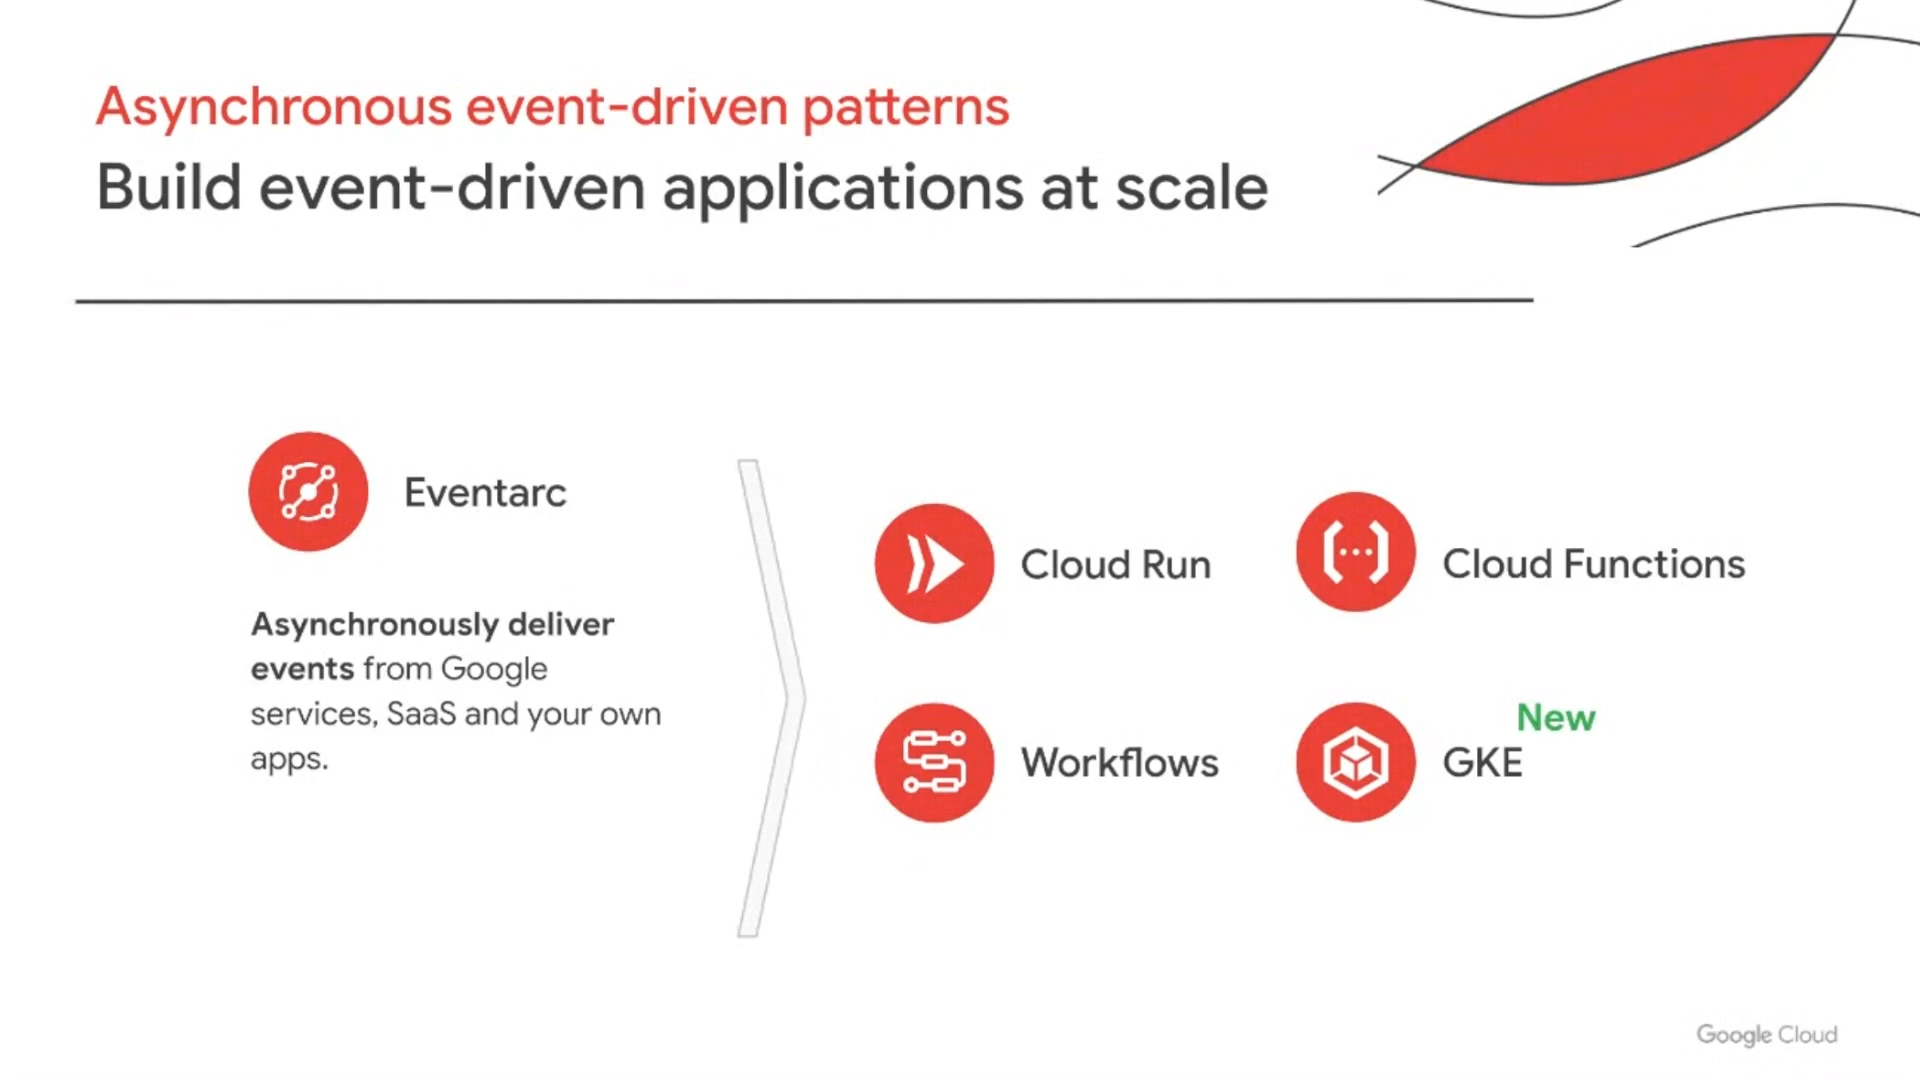 Asynchronous event-driven patterns
Build event-driven applications at scale
Eventarc
Asynchronously deliver
events from Google
services, SaaS and your own
apps.
Cloud Run
Cloud Functions
Workflows
New
GKE
Google Cloud